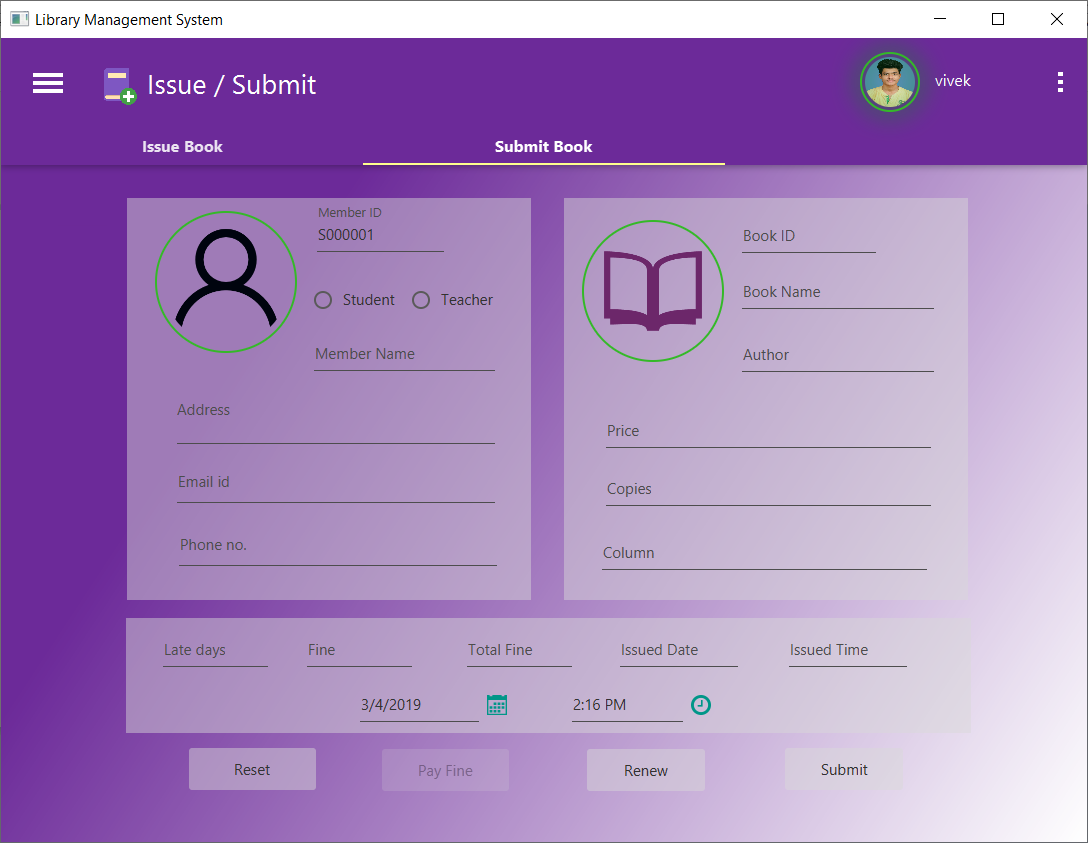 Library Management System
Issue / Submit
vivek
Issue Book
Submit Book
Member ID
S000001
Student
Teacher
Member Name
Address
Email id
Phone no.
Book ID
Book Name
Author
Price
Copies
Column
Late days
Fine
Total Fine
Issued Date
Issued Time
3/4/2019
2:16 PM
Reset
Pay Fine
Renew
Submit